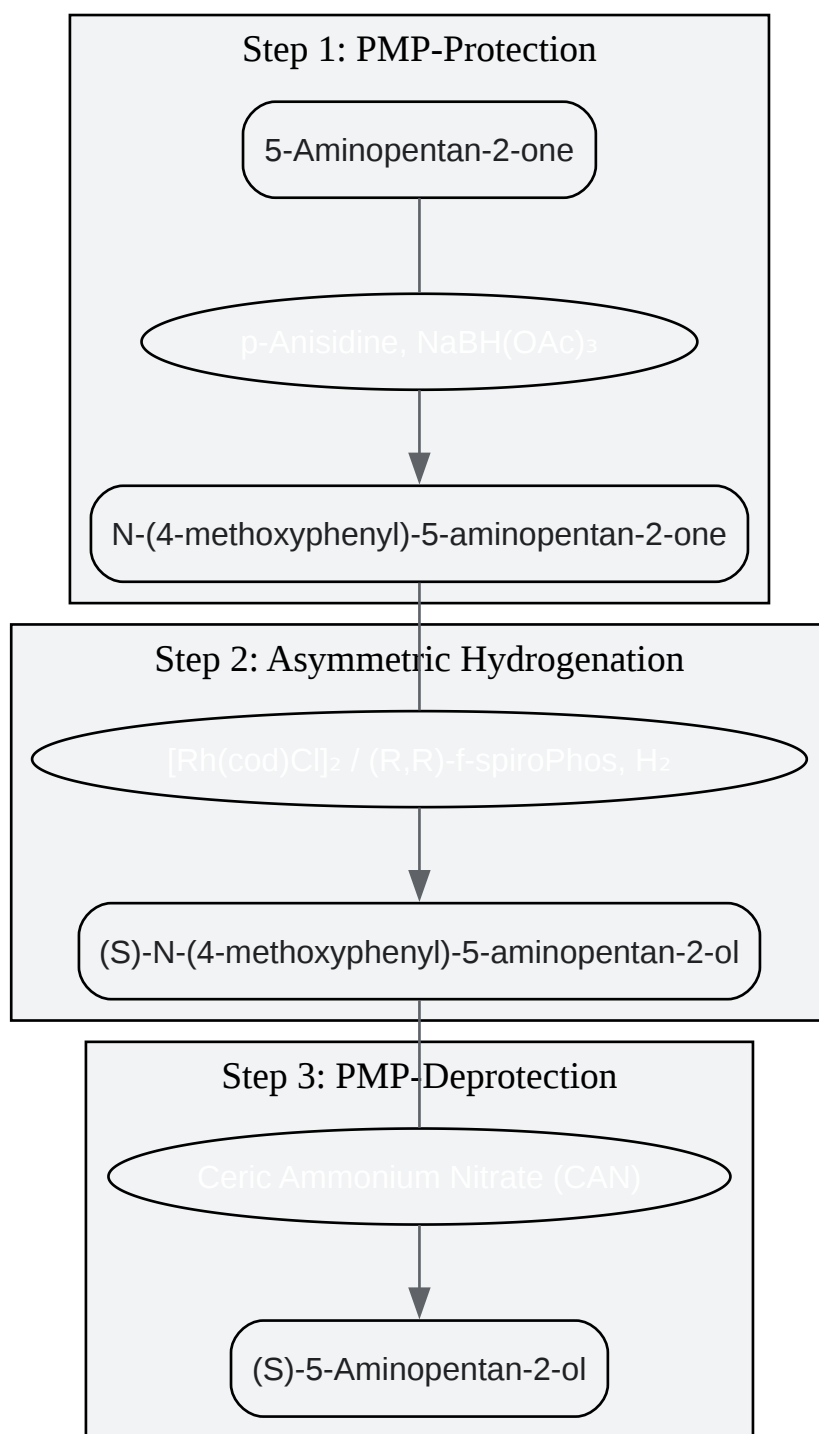 Step 1: PMP-Protection
5-Aminopentan-2-one
p-Anisidine, NaBH(OAc)₃
N-(4-methoxyphenyl)-5-aminopentan-2-one
Step 2: Asymmetric Hydrogenation
[Rh(cod)Cl]₂ / (R,R)-f-spiroPhos, H₂
(S)-N-(4-methoxyphenyl)-5-aminopentan-2-ol
Step 3: PMP-Deprotection
Ceric Ammonium Nitrate (CAN)
(S)-5-Aminopentan-2-ol